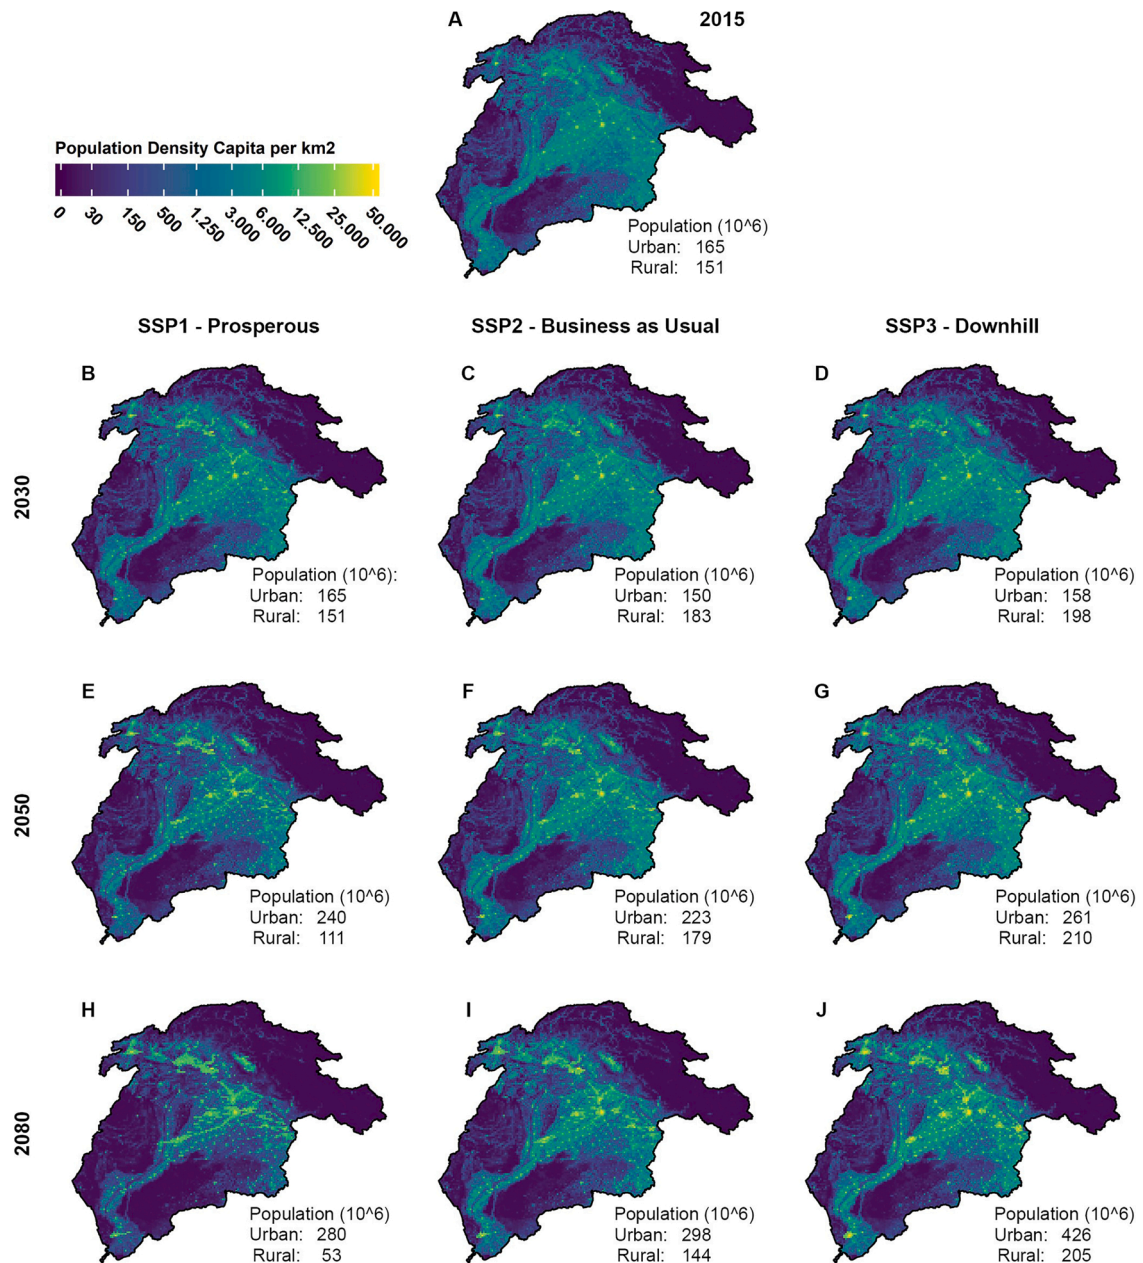 A 2015
Population Density Capita per km2
0 30 150 500 1.250 3.000 6.000 12.500 25.000 50.000
Population (10^6)
Urban: 165
Rural: 151
SSP1 - Prosperous
SSP2 - Business as Usual
SSP3 - Downhill
2030
B
Population (10^6):
Urban: 165
Rural: 151
C
Population (10^6)
Urban: 150
Rural: 183
D
Population (10^6)
Urban: 158
Rural: 198
2050
E
Population (10^6)
Urban: 240
Rural: 111
F
Population (10^6)
Urban: 223
Rural: 179
G
Population (10^6)
Urban: 261
Rural: 210
2080
H
Population (10^6)
Urban: 280
Rural: 53
I
Population (10^6)
Urban: 298
Rural: 144
J
Population (10^6)
Urban: 426
Rural: 205